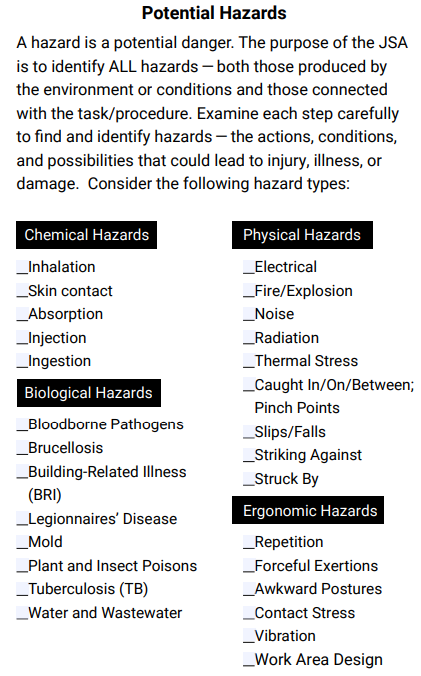 Potential Hazards
A hazard is a potential danger. The purpose of the JSA
is to identify ALL hazards — both those produced by
the environment or conditions and those connected
with the task/procedure. Examine each step carefully
to find and identify hazards — the actions, conditions,
and possibilities that could lead to injury, illness, or
damage.  Consider the following hazard types:
Chemical Hazards
__Inhalation
__Skin contact
__Absorption
__Injection
__Ingestion
Biological Hazards
__Bloodborne Pathogens
__Brucellosis
__Building-Related Illness
(BRI)
__Legionnaires’ Disease
__Mold
__Plant and Insect Poisons
__Tuberculosis (TB)
__Water and Wastewater
Physical Hazards
__Electrical
__Fire/Explosion
__Noise
__Radiation
__Thermal Stress
__Caught In/On/Between;
Pinch Points
__Slips/Falls
__Striking Against
__Struck By
Ergonomic Hazards
__Repetition
__Forceful Exertions
__Awkward Postures
__Contact Stress
__Vibration
__Work Area Design